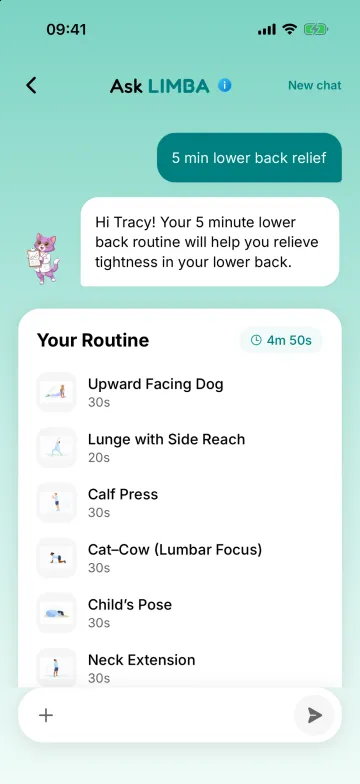 09:41
Ask LIMBA
New chat
5 min lower back relief
Hi Tracy! Your 5 minute lower
back routine will help you relieve
tightness in your lower back.
Your Routine
4m 50s
Upward Facing Dog
30s
Lunge with Side Reach
20s
Calf Press
30s
Cat–Cow (Lumbar Focus)
30s
Child’s Pose
30s
Neck Extension
30s